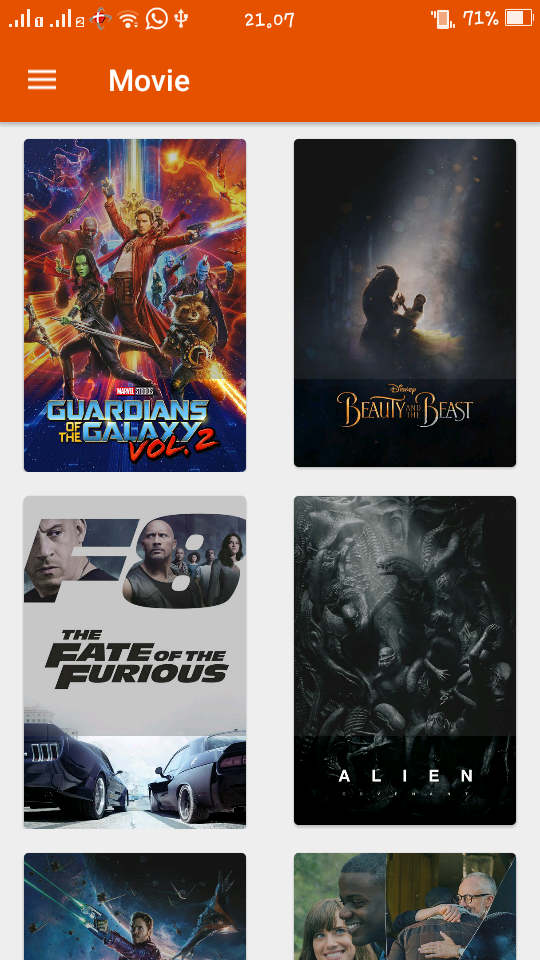 21.07
71%
Movie
MARVEL STUDIOS
GUARDIANS
OF THE GALAXY
VOL. 2
Disney
BEAUTY AND THE BEAST
F8
THE
FATE OF THE
FURIOUS
ALIEN
COVENANT